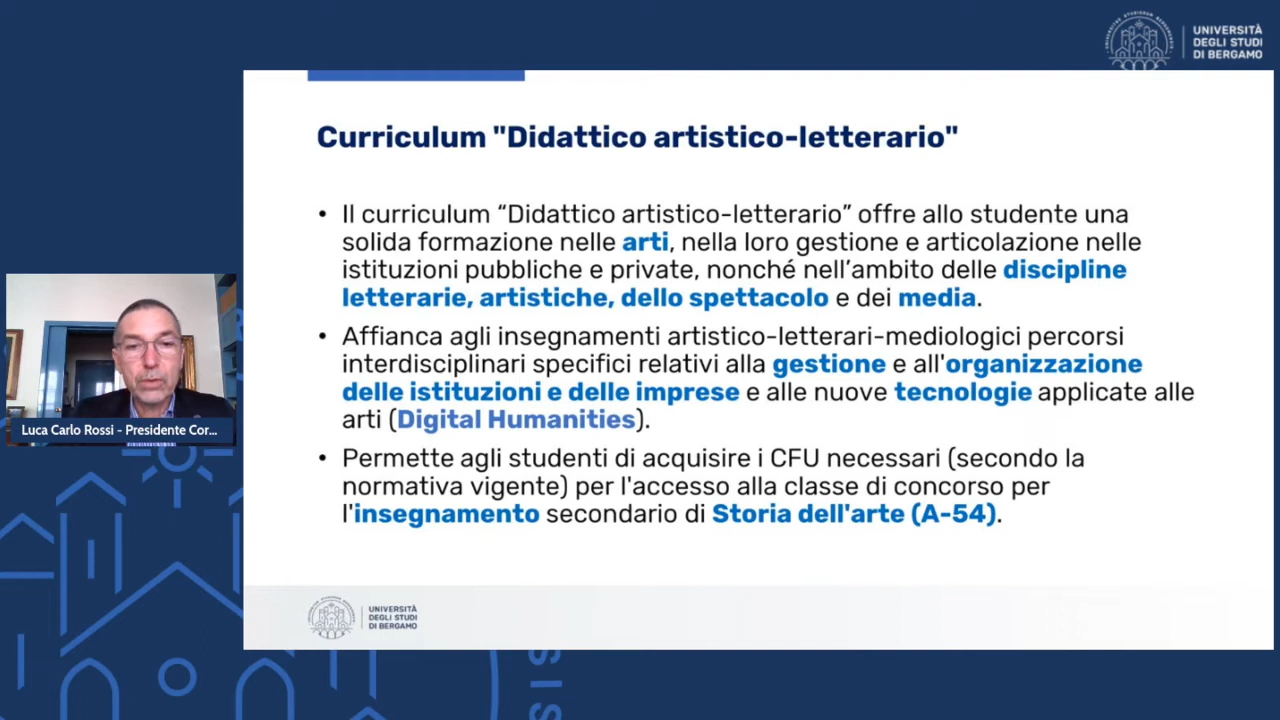 UNIVERSITÀ
DEGLI STUDI
DI BERGAMO
Curriculum "Didattico artistico-letterario"
• Il curriculum “Didattico artistico-letterario” offre allo studente una
solida formazione nelle arti, nella loro gestione e articolazione nelle
istituzioni pubbliche e private, nonché nell’ambito delle discipline
letterarie, artistiche, dello spettacolo e dei media.
• Affianca agli insegnamenti artistico-letterari-mediologici percorsi
interdisciplinari specifici relativi alla gestione e all'organizzazione
delle istituzioni e delle imprese e alle nuove tecnologie applicate alle
arti (Digital Humanities).
• Permette agli studenti di acquisire i CFU necessari (secondo la
normativa vigente) per l'accesso alla classe di concorso per
l'insegnamento secondario di Storia dell'arte (A-54).
Luca Carlo Rossi - Presidente Cor...
UNIVERSITÀ
DEGLI STUDI
DI BERGAMO